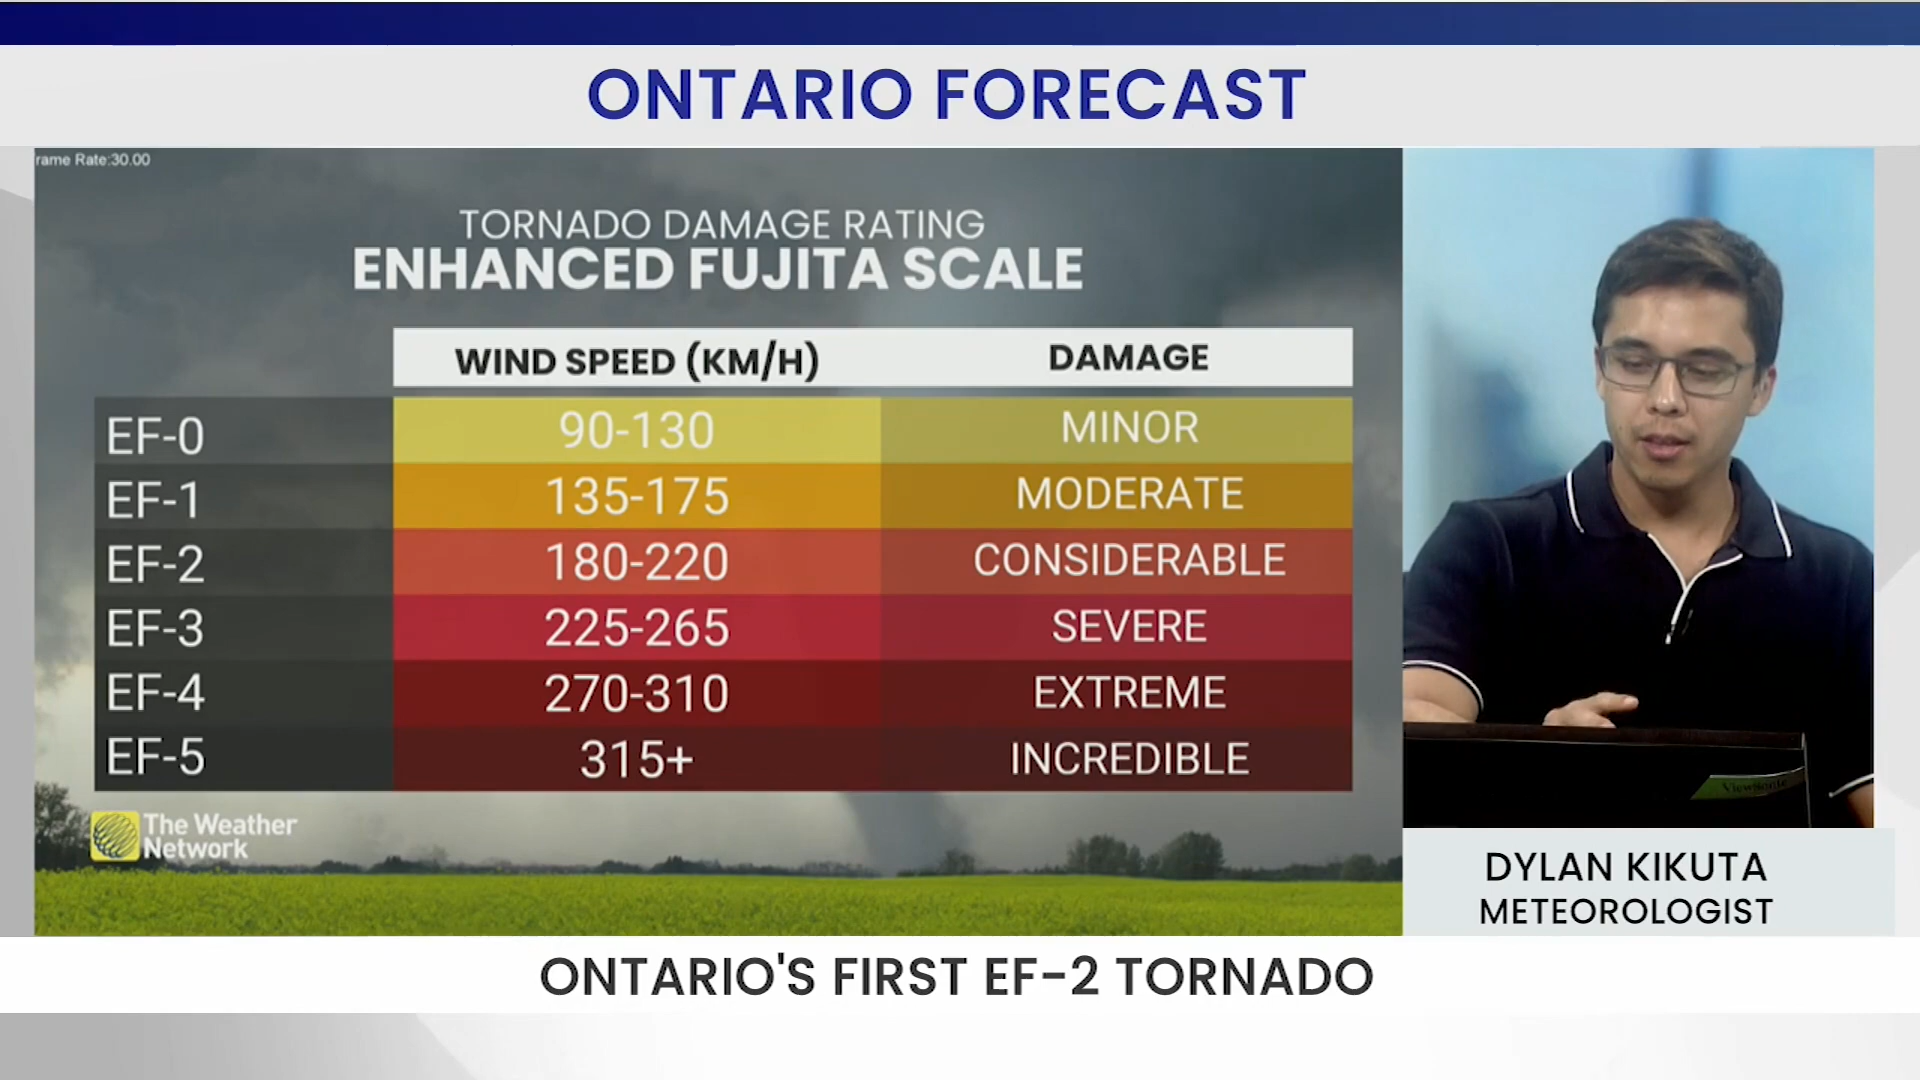 ONTARIO FORECAST
rame Rate:30.00
TORNADO DAMAGE RATING
ENHANCED FUJITA SCALE
WIND SPEED (KM/H) DAMAGE
EF-0 90-130 MINOR
EF-1 135-175 MODERATE
EF-2 180-220 CONSIDERABLE
EF-3 225-265 SEVERE
EF-4 270-310 EXTREME
EF-5 315+ INCREDIBLE
The Weather
Network
ViewSonic
DYLAN KIKUTA
METEOROLOGIST
ONTARIO'S FIRST EF-2 TORNADO